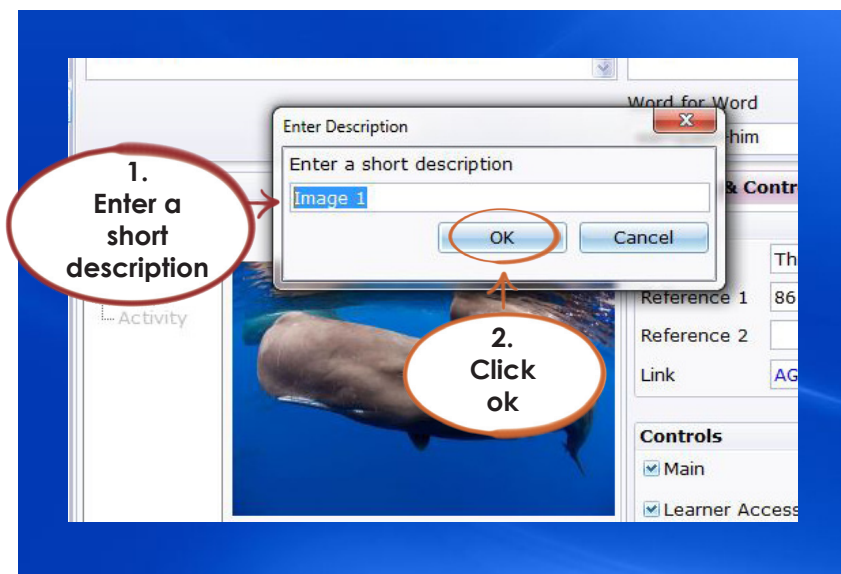 Word for Word
Enter Description
X
him
Enter a short description
1.
Enter a
short
description
Image 1
& Contr
OK
Cancel
Th
Reference 1
86
Activity
2.
Click
ok
Reference 2
Link
AG
Controls
Main
Learner Access